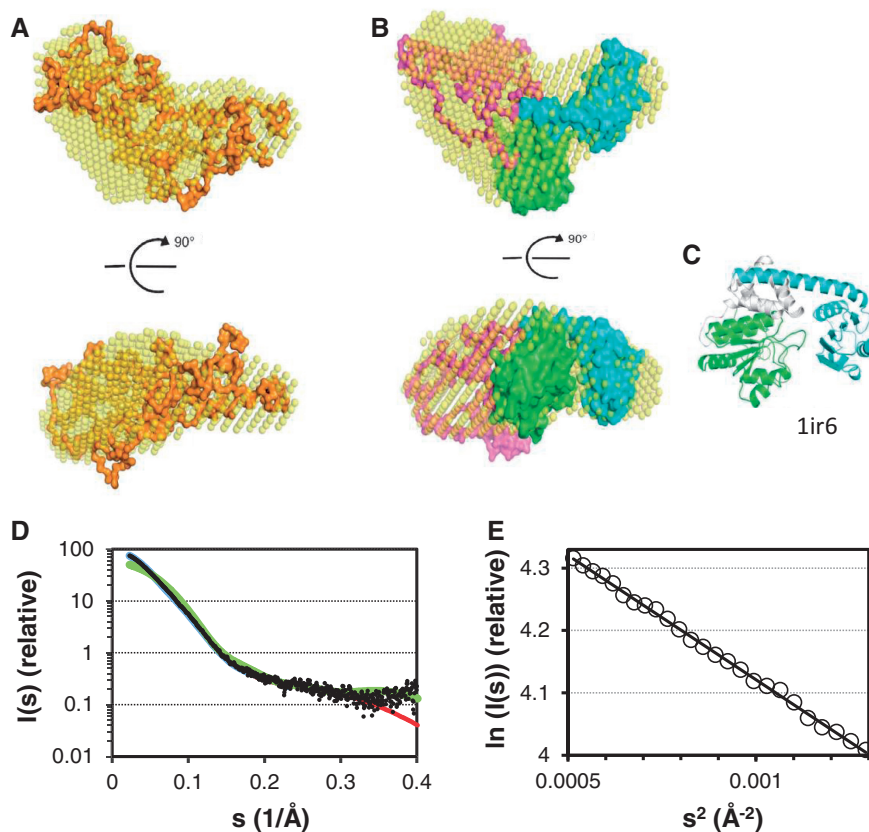 A
B
90°
90°
C
1ir6
D
I(s) (relative)
100
10
1
0.1
0.01
0
0.1
0.2
0.3
0.4
s (1/Å)
E
ln (I(s)) (relative)
4.3
4.2
4.1
4
0.0005
0.001
s² (Å⁻²)